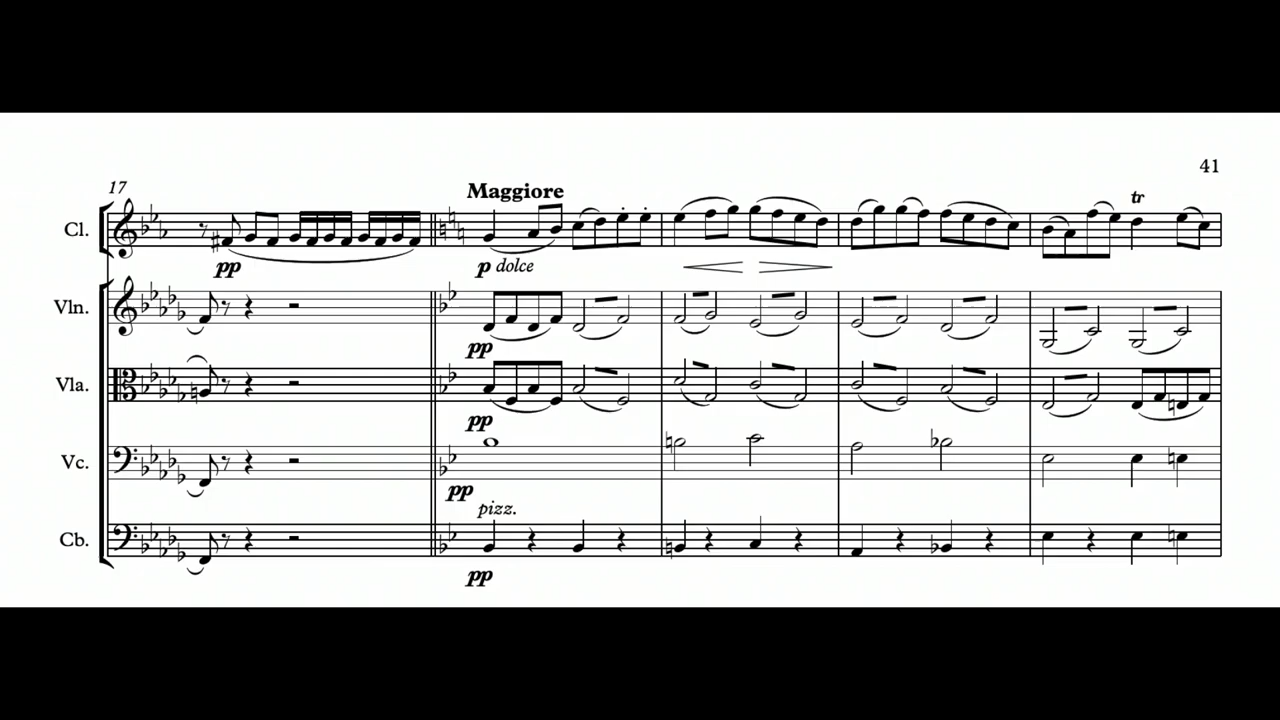 41
17
Maggiore
tr
Cl.
pp
p dolce
Vln.
pp
Vla.
pp
Vc.
pp
pizz.
Cb.
pp